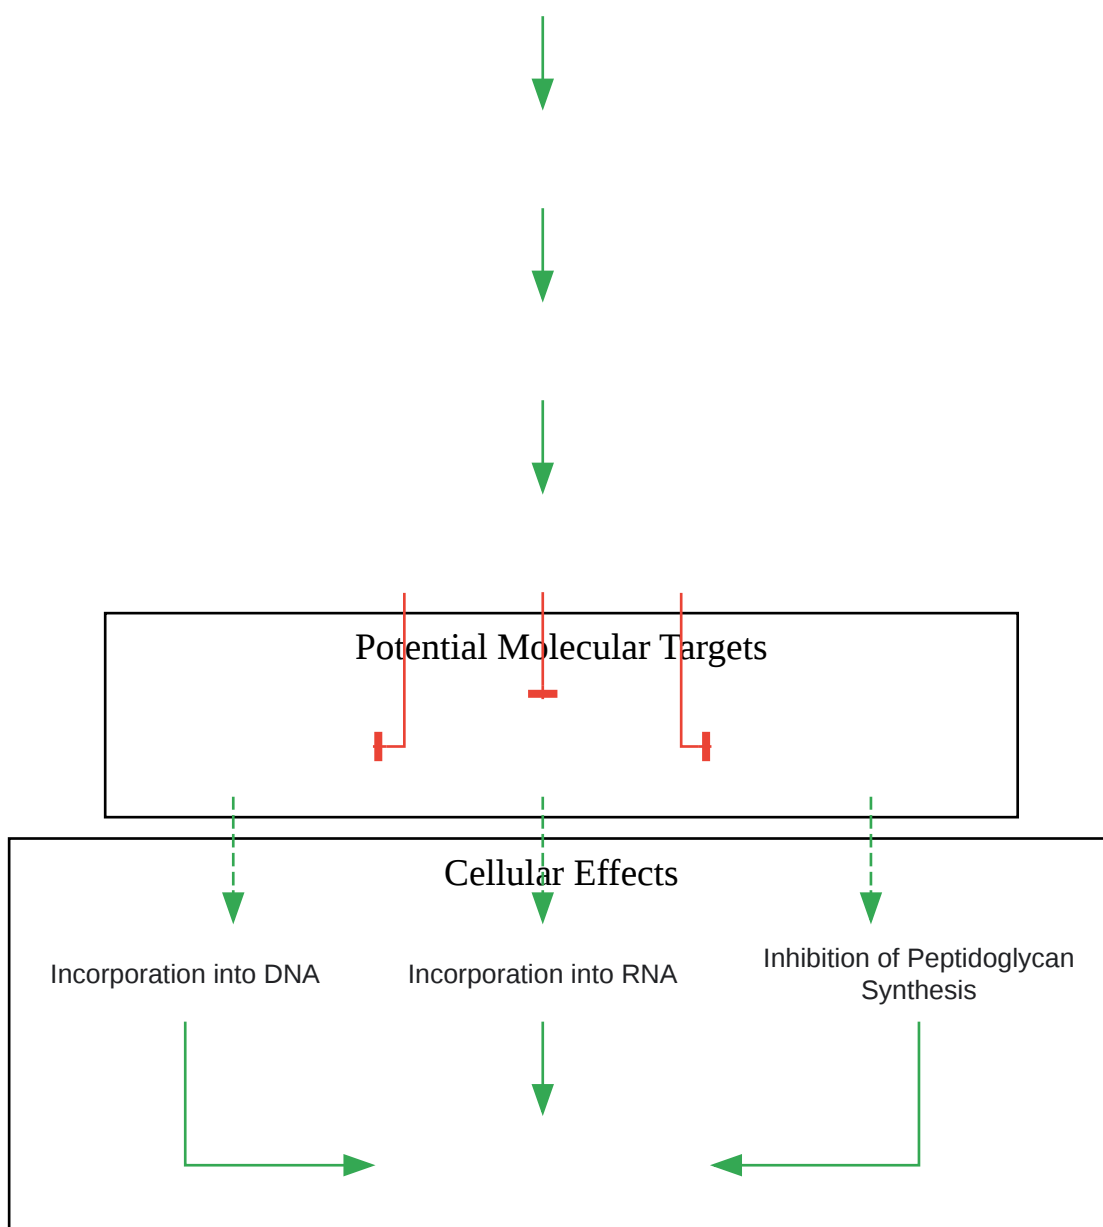 Potential Molecular Targets
Cellular Effects
Incorporation into DNA
Incorporation into RNA
Inhibition of Peptidoglycan
Synthesis